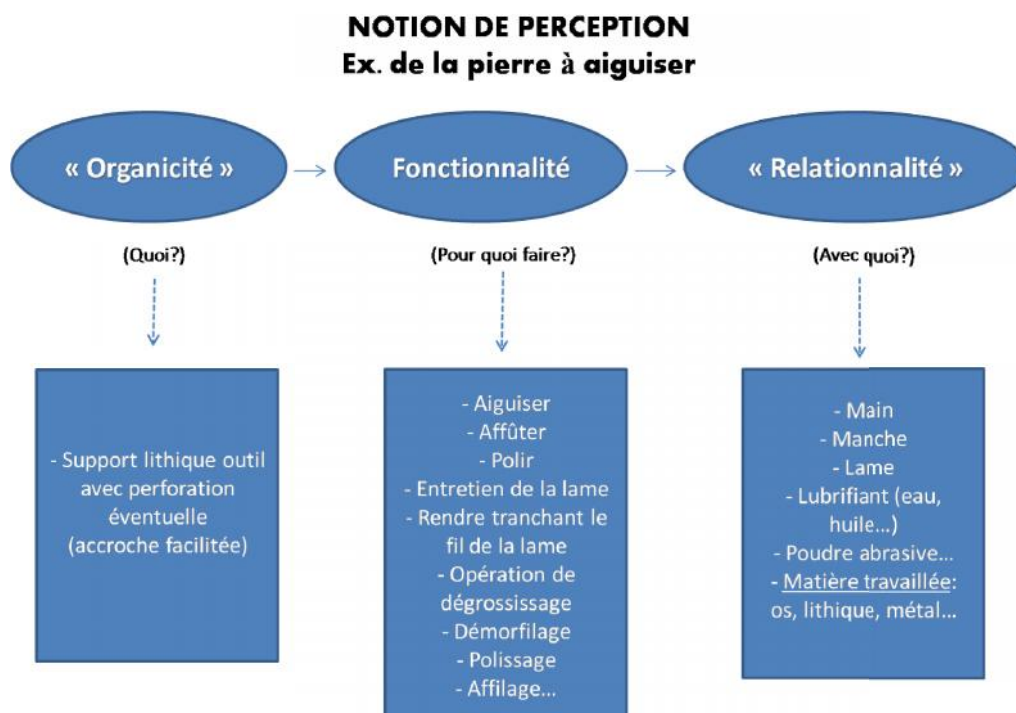 NOTION DE PERCEPTION
Ex. de la pierre à aiguiser
« Organicité »
Fonctionnalité
« Relationnalité »
(Quoi?)
(Pour quoi faire?)
(Avec quoi?)
- Support lithique outil
avec perforation
éventuelle
(accroche facilitée)
- Aiguiser
- Affûter
- Polir
- Entretien de la lame
- Rendre tranchant le
fil de la lame
- Opération de
dégrossissage
- Démorfilage
- Polissage
- Affilage...
- Main
- Manche
- Lame
- Lubrifiant (eau,
huile...)
- Poudre abrasive...
- Matière travaillée:
os, lithique, métal...